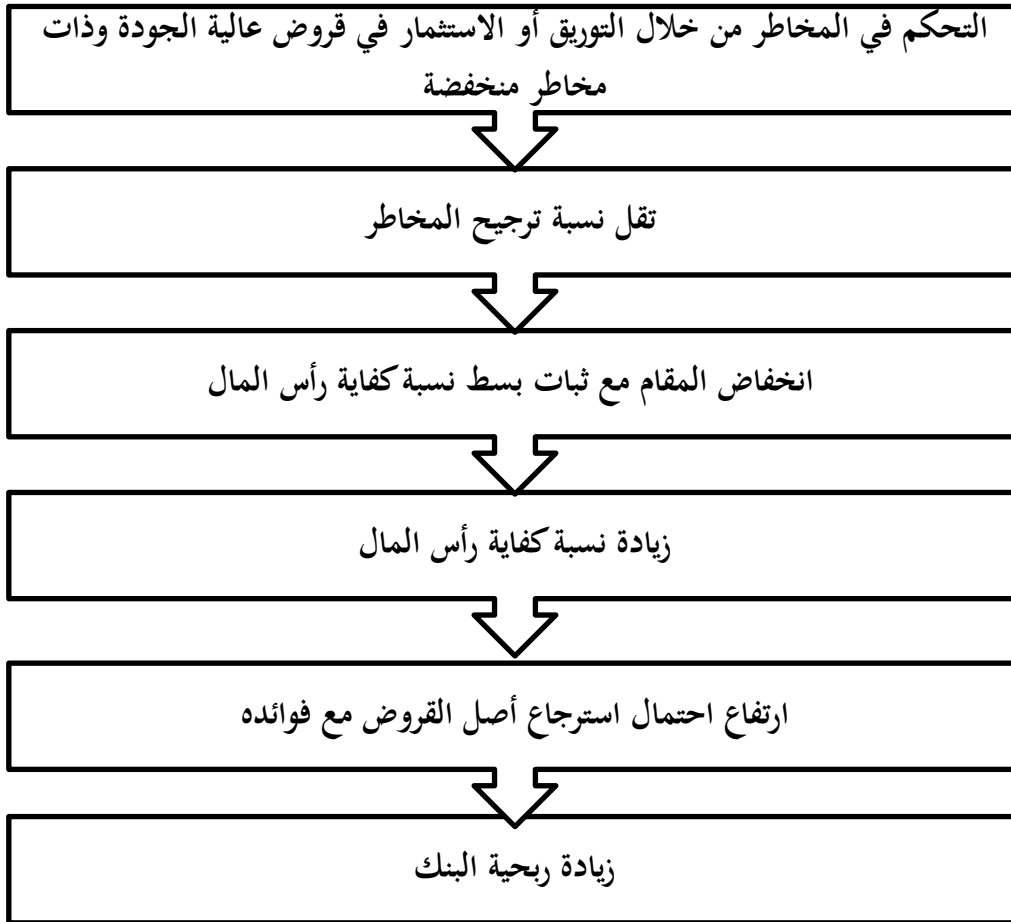 التحكم في المخاطر من خلال التوريق أو الاستثمار في قروض عالية الجودة وذات
مخاطر منخفضة
تقل نسبة ترجيح المخاطر
انخفاض المقام مع ثبات بسط نسبة كفاية رأس المال
زيادة نسبة كفاية رأس المال
ارتفاع احتمال استرجاع أصل القروض مع فوائده
زيادة ربحية البنك